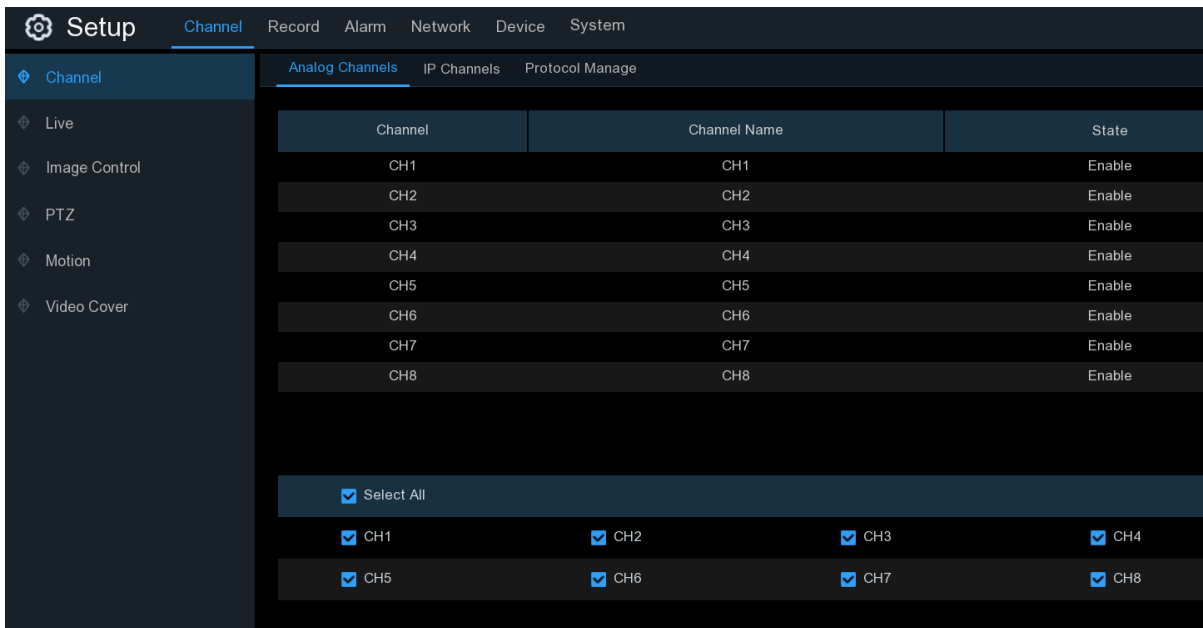 Setup Channel Record Alarm Network Device System
Channel
Live
Image Control
PTZ
Motion
Video Cover
Analog Channels IP Channels Protocol Manage
Channel Channel Name State
CH1 CH1 Enable
CH2 CH2 Enable
CH3 CH3 Enable
CH4 CH4 Enable
CH5 CH5 Enable
CH6 CH6 Enable
CH7 CH7 Enable
CH8 CH8 Enable
Select All
CH1 CH2 CH3 CH4
CH5 CH6 CH7 CH8